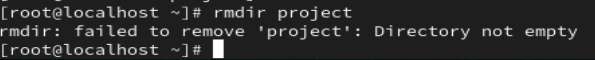 [root@localhost ~]# rmdir project
rmdir: failed to remove 'project': Directory not empty
[root@localhost ~]#